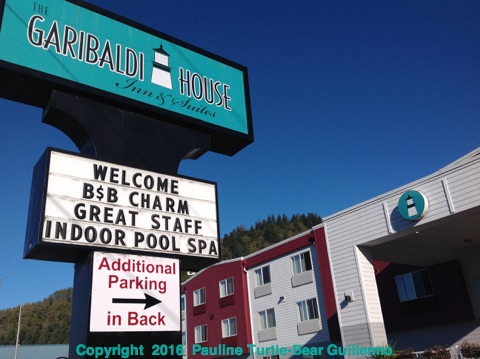 THE
GARIBALDI
HOUSE
Inn & Suites
WELCOME
B$B CHARM
GREAT STAFF
INDOOR POOL SPA
Additional
Parking
in Back
Copyright 2016 Pauline Turtle-Bear Guillermo